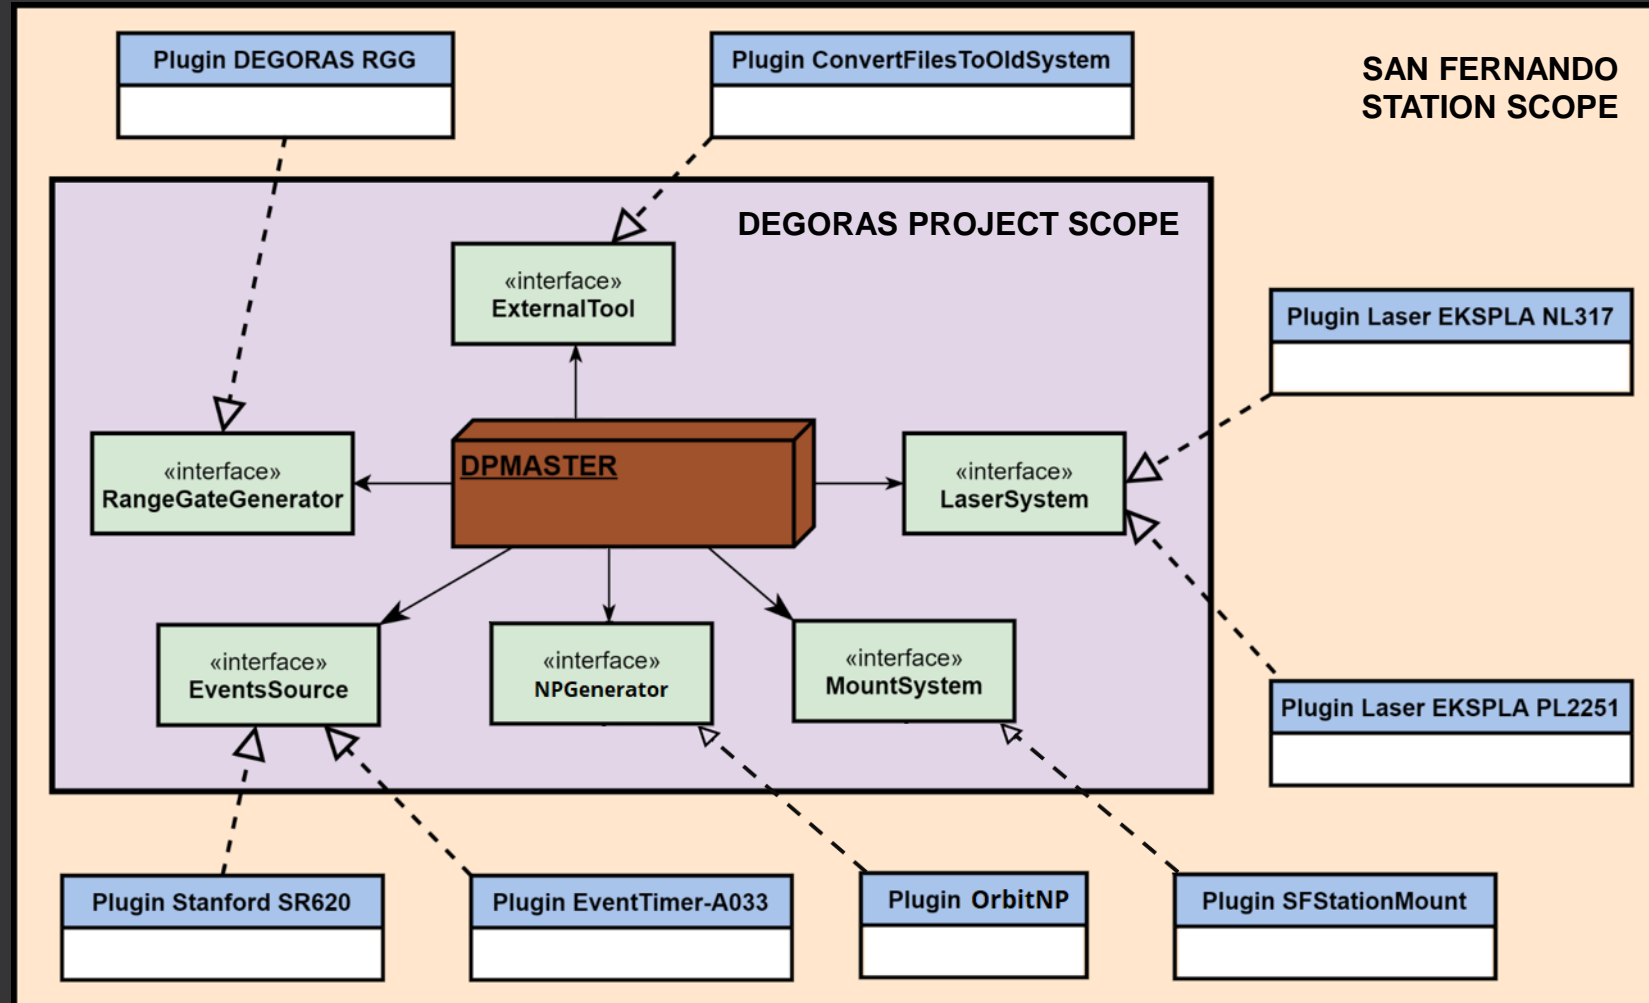 Plugin DEGORAS RGG
Plugin ConvertFilesToOldSystem
SAN FERNANDO
STATION SCOPE
DEGORAS PROJECT SCOPE
«interface»
ExternalTool
Plugin Laser EKSPLA NL317
«interface»
RangeGateGenerator
DPMASTER
«interface»
LaserSystem
«interface»
EventsSource
«interface»
NPGenerator
«interface»
MountSystem
Plugin Laser EKSPLA PL2251
Plugin Stanford SR620
Plugin EventTimer-A033
Plugin OrbitNP
Plugin SFStationMount